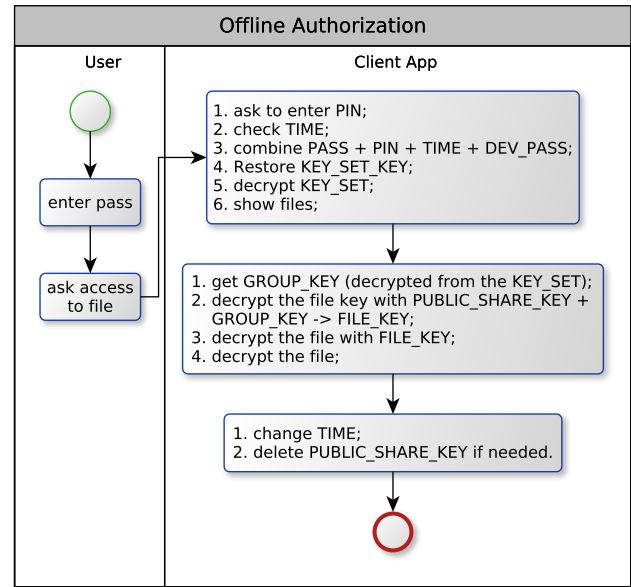 Offline Authorization
User
Client App
enter pass
ask access
to file
1. ask to enter PIN;
2. check TIME;
3. combine PASS + PIN + TIME + DEV_PASS;
4. Restore KEY_SET_KEY;
5. decrypt KEY_SET;
6. show files;
1. get GROUP_KEY (decrypted from the KEY_SET);
2. decrypt the file key with PUBLIC_SHARE_KEY +
GROUP_KEY -> FILE_KEY;
3. decrypt the file with FILE_KEY;
4. decrypt the file;
1. change TIME;
2. delete PUBLIC_SHARE_KEY if needed.